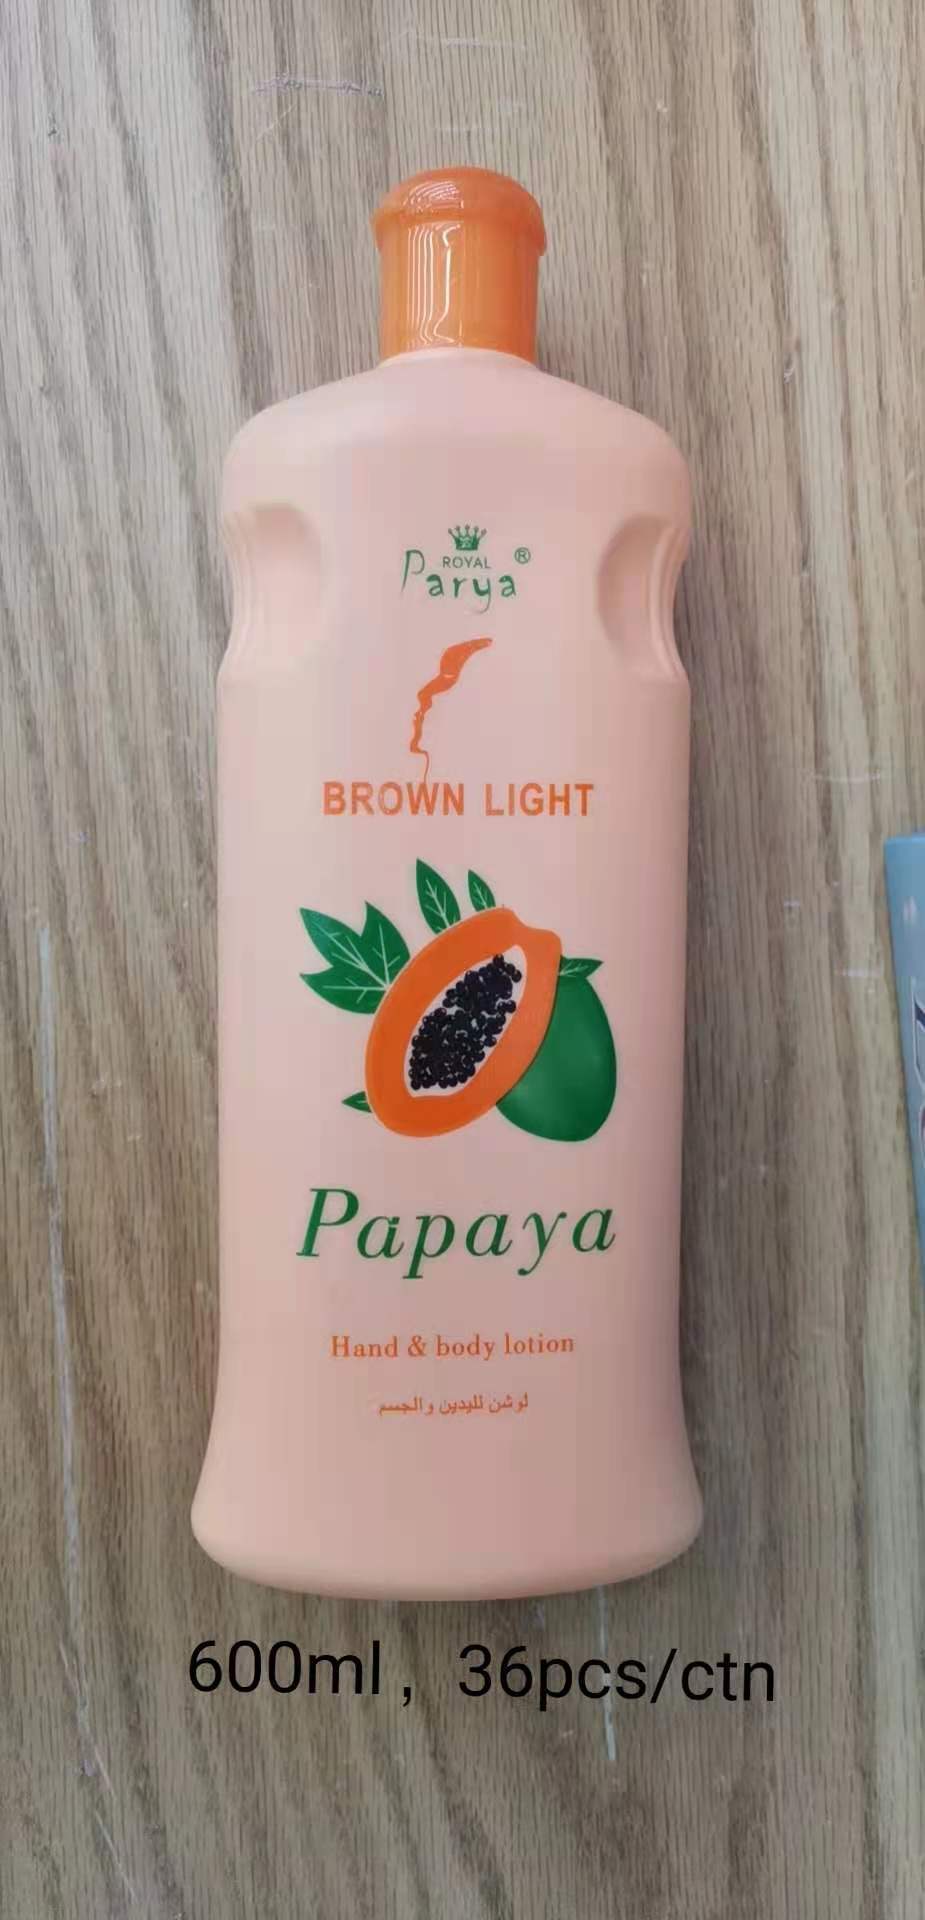 ROYAL
Parya®
BROWN LIGHT
Papaya
Hand & body lotion
لوشن لليدين والجسم
600ml, 36pcs/ctn